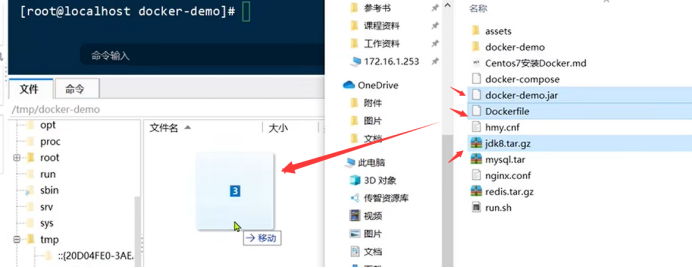 [root@localhost docker-demo]#
命令输入
文件
命令
/tmp/docker-demo
opt
proc
root
run
sbin
srv
sys
tmp
::{20D04FE0-3AE
文件名
大小
3
移动
参考书
课程资料
工作资料
172.16.1.253
OneDrive
附件
图片
文档
此电脑
3D 对象
传智资源库
视频
图片
文档
名称
assets
docker-demo
Centos7安装Docker.md
docker-compose
docker-demo.jar
Dockerfile
hmy.cnf
jdk8.tar.gz
mysql.tar
nginx.conf
redis.tar.gz
run.sh